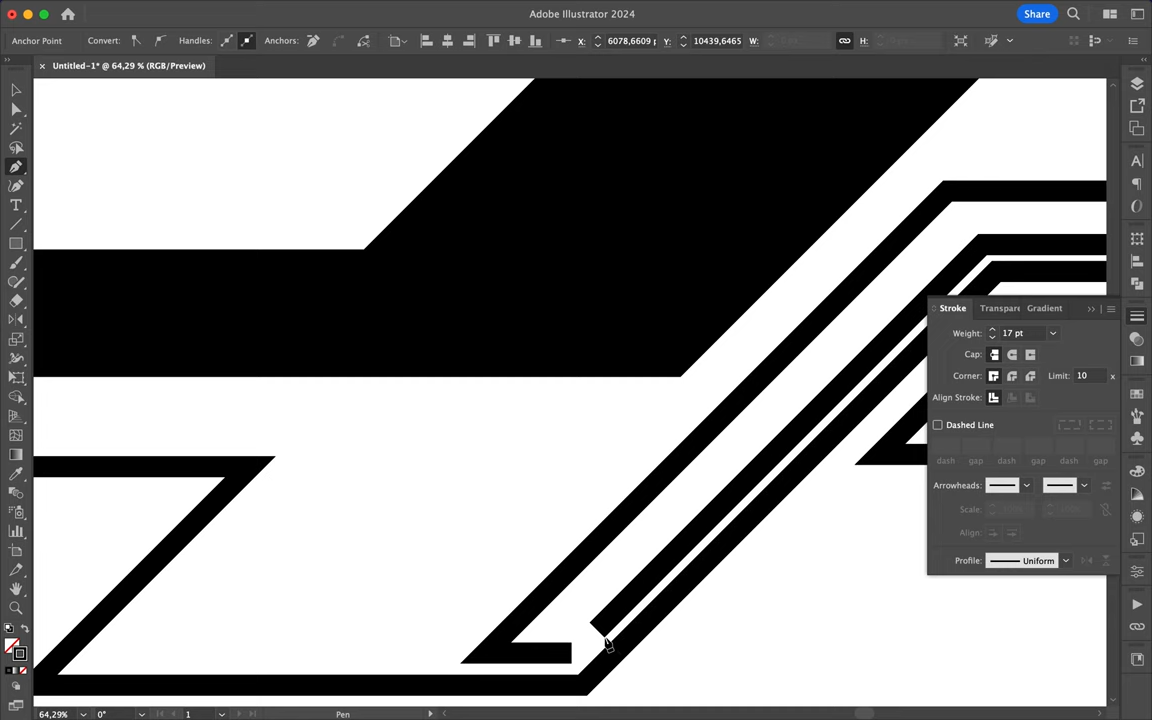 Adobe Illustrator 2024
Share
Anchor Point
Convert:
Handles:
Anchors:
X: 6078,6609 p
Y: 10439,6465
W:
H:
× Untitled-1* @ 64,29 % (RGB/Preview)
Stroke
Transpare
Gradient
Weight: 17 pt
Cap:
Corner:
Limit: 10 x
Align Stroke:
Dashed Line
dash gap dash gap dash gap
Arrowheads:
Scale: 100% 100%
Align:
Profile: Uniform
64,29%
0°
1
Pen